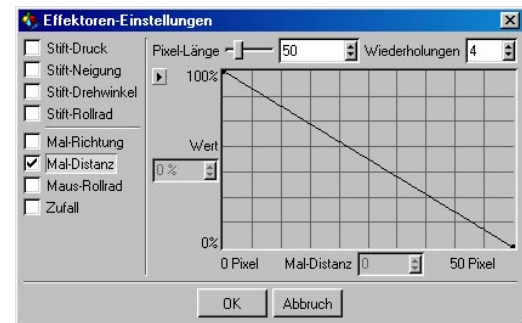 Effektoren-Einstellungen
Stift-Druck
Stift-Neigung
Stift-Drehwinkel
Stift-Rollrad
Mal-Richtung
Mal-Distanz
Maus-Rollrad
Zufall
Pixel-Länge 50 Wiederholungen 4
100%
Wert
0 %
0%
0 Pixel Mal-Distanz 0 50 Pixel
OK Abbruch